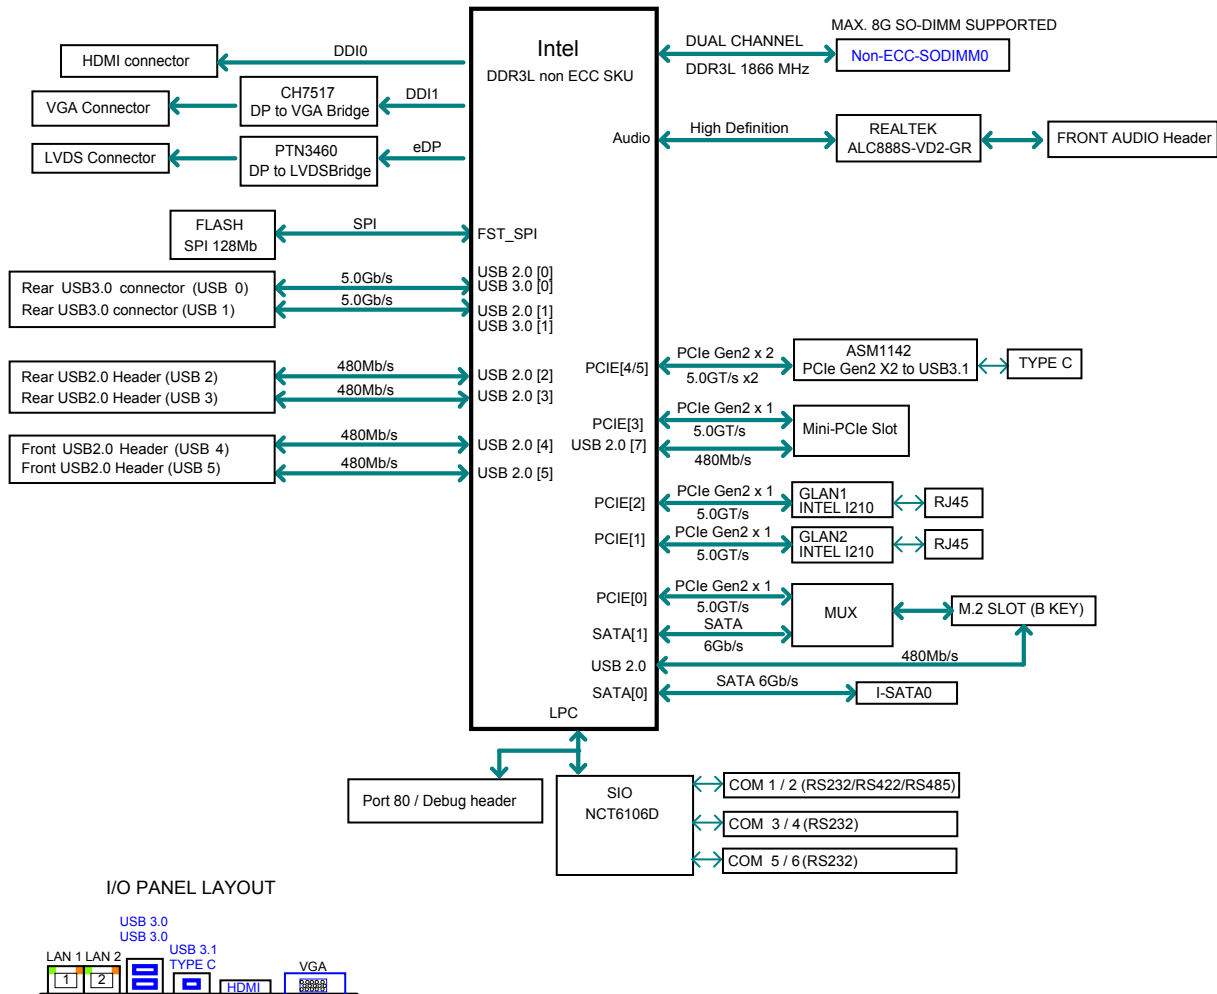 MAX. 8G SO-DIMM SUPPORTED
Intel
DDR3L non ECC SKU
DUAL CHANNEL
DDR3L 1866 MHz
Non-ECC-SODIMM0
HDMI connector
DDI0
VGA Connector
CH7517
DP to VGA Bridge
DDI1
LVDS Connector
PTN3460
DP to LVDSBridge
eDP
Audio
High Definition
REALTEK
ALC888S-VD2-GR
FRONT AUDIO Header
FLASH
SPI 128Mb
SPI
FST_SPI
Rear USB3.0 connector (USB 0)
Rear USB3.0 connector (USB 1)
5.0Gb/s
5.0Gb/s
USB 2.0 [0]
USB 3.0 [0]
USB 2.0 [1]
USB 3.0 [1]
Rear USB2.0 Header (USB 2)
Rear USB2.0 Header (USB 3)
480Mb/s
480Mb/s
USB 2.0 [2]
USB 2.0 [3]
Front USB2.0 Header (USB 4)
Front USB2.0 Header (USB 5)
480Mb/s
480Mb/s
USB 2.0 [4]
USB 2.0 [5]
PCIE[4/5]
PCIe Gen2 x 2
5.0GT/s x2
ASM1142
PCIe Gen2 X2 to USB3.1
TYPE C
PCIE[3]
USB 2.0 [7]
PCIe Gen2 x 1
5.0GT/s
480Mb/s
Mini-PCIe Slot
PCIE[2]
PCIe Gen2 x 1
5.0GT/s
GLAN1
INTEL I210
RJ45
PCIE[1]
PCIe Gen2 x 1
5.0GT/s
GLAN2
INTEL I210
RJ45
PCIE[0]
PCIe Gen2 x 1
5.0GT/s
SATA[1]
SATA
6Gb/s
MUX
M.2 SLOT (B KEY)
USB 2.0
480Mb/s
SATA[0]
SATA 6Gb/s
I-SATA0
LPC
Port 80 / Debug header
SIO
NCT6106D
COM 1 / 2 (RS232/RS422/RS485)
COM 3 / 4 (RS232)
COM 5 / 6 (RS232)
I/O PANEL LAYOUT
USB 3.0
USB 3.0
LAN 1 LAN 2
USB 3.1
TYPE C
VGA
1
2
HDMI